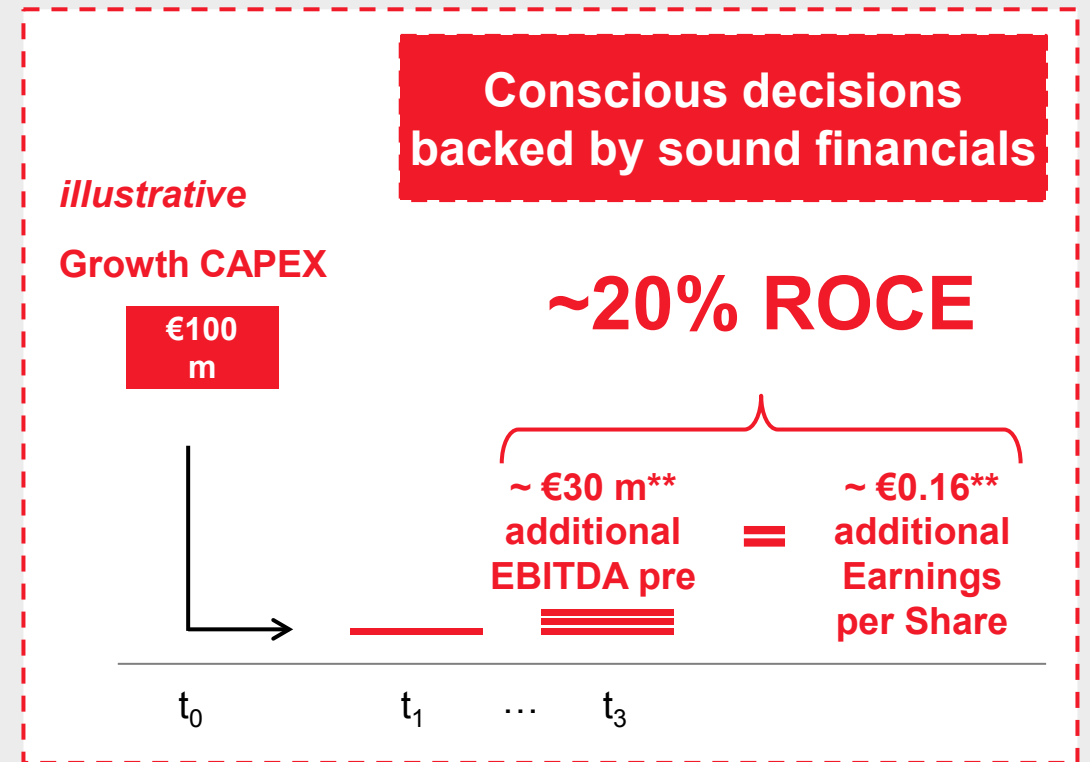 Conscious decisions
backed by sound financials
illustrative
Growth CAPEX
€100
m
~20% ROCE
~ €30 m**
additional
EBITDA pre
=
~ €0.16**
additional
Earnings
per Share
t0
t1
...
t3